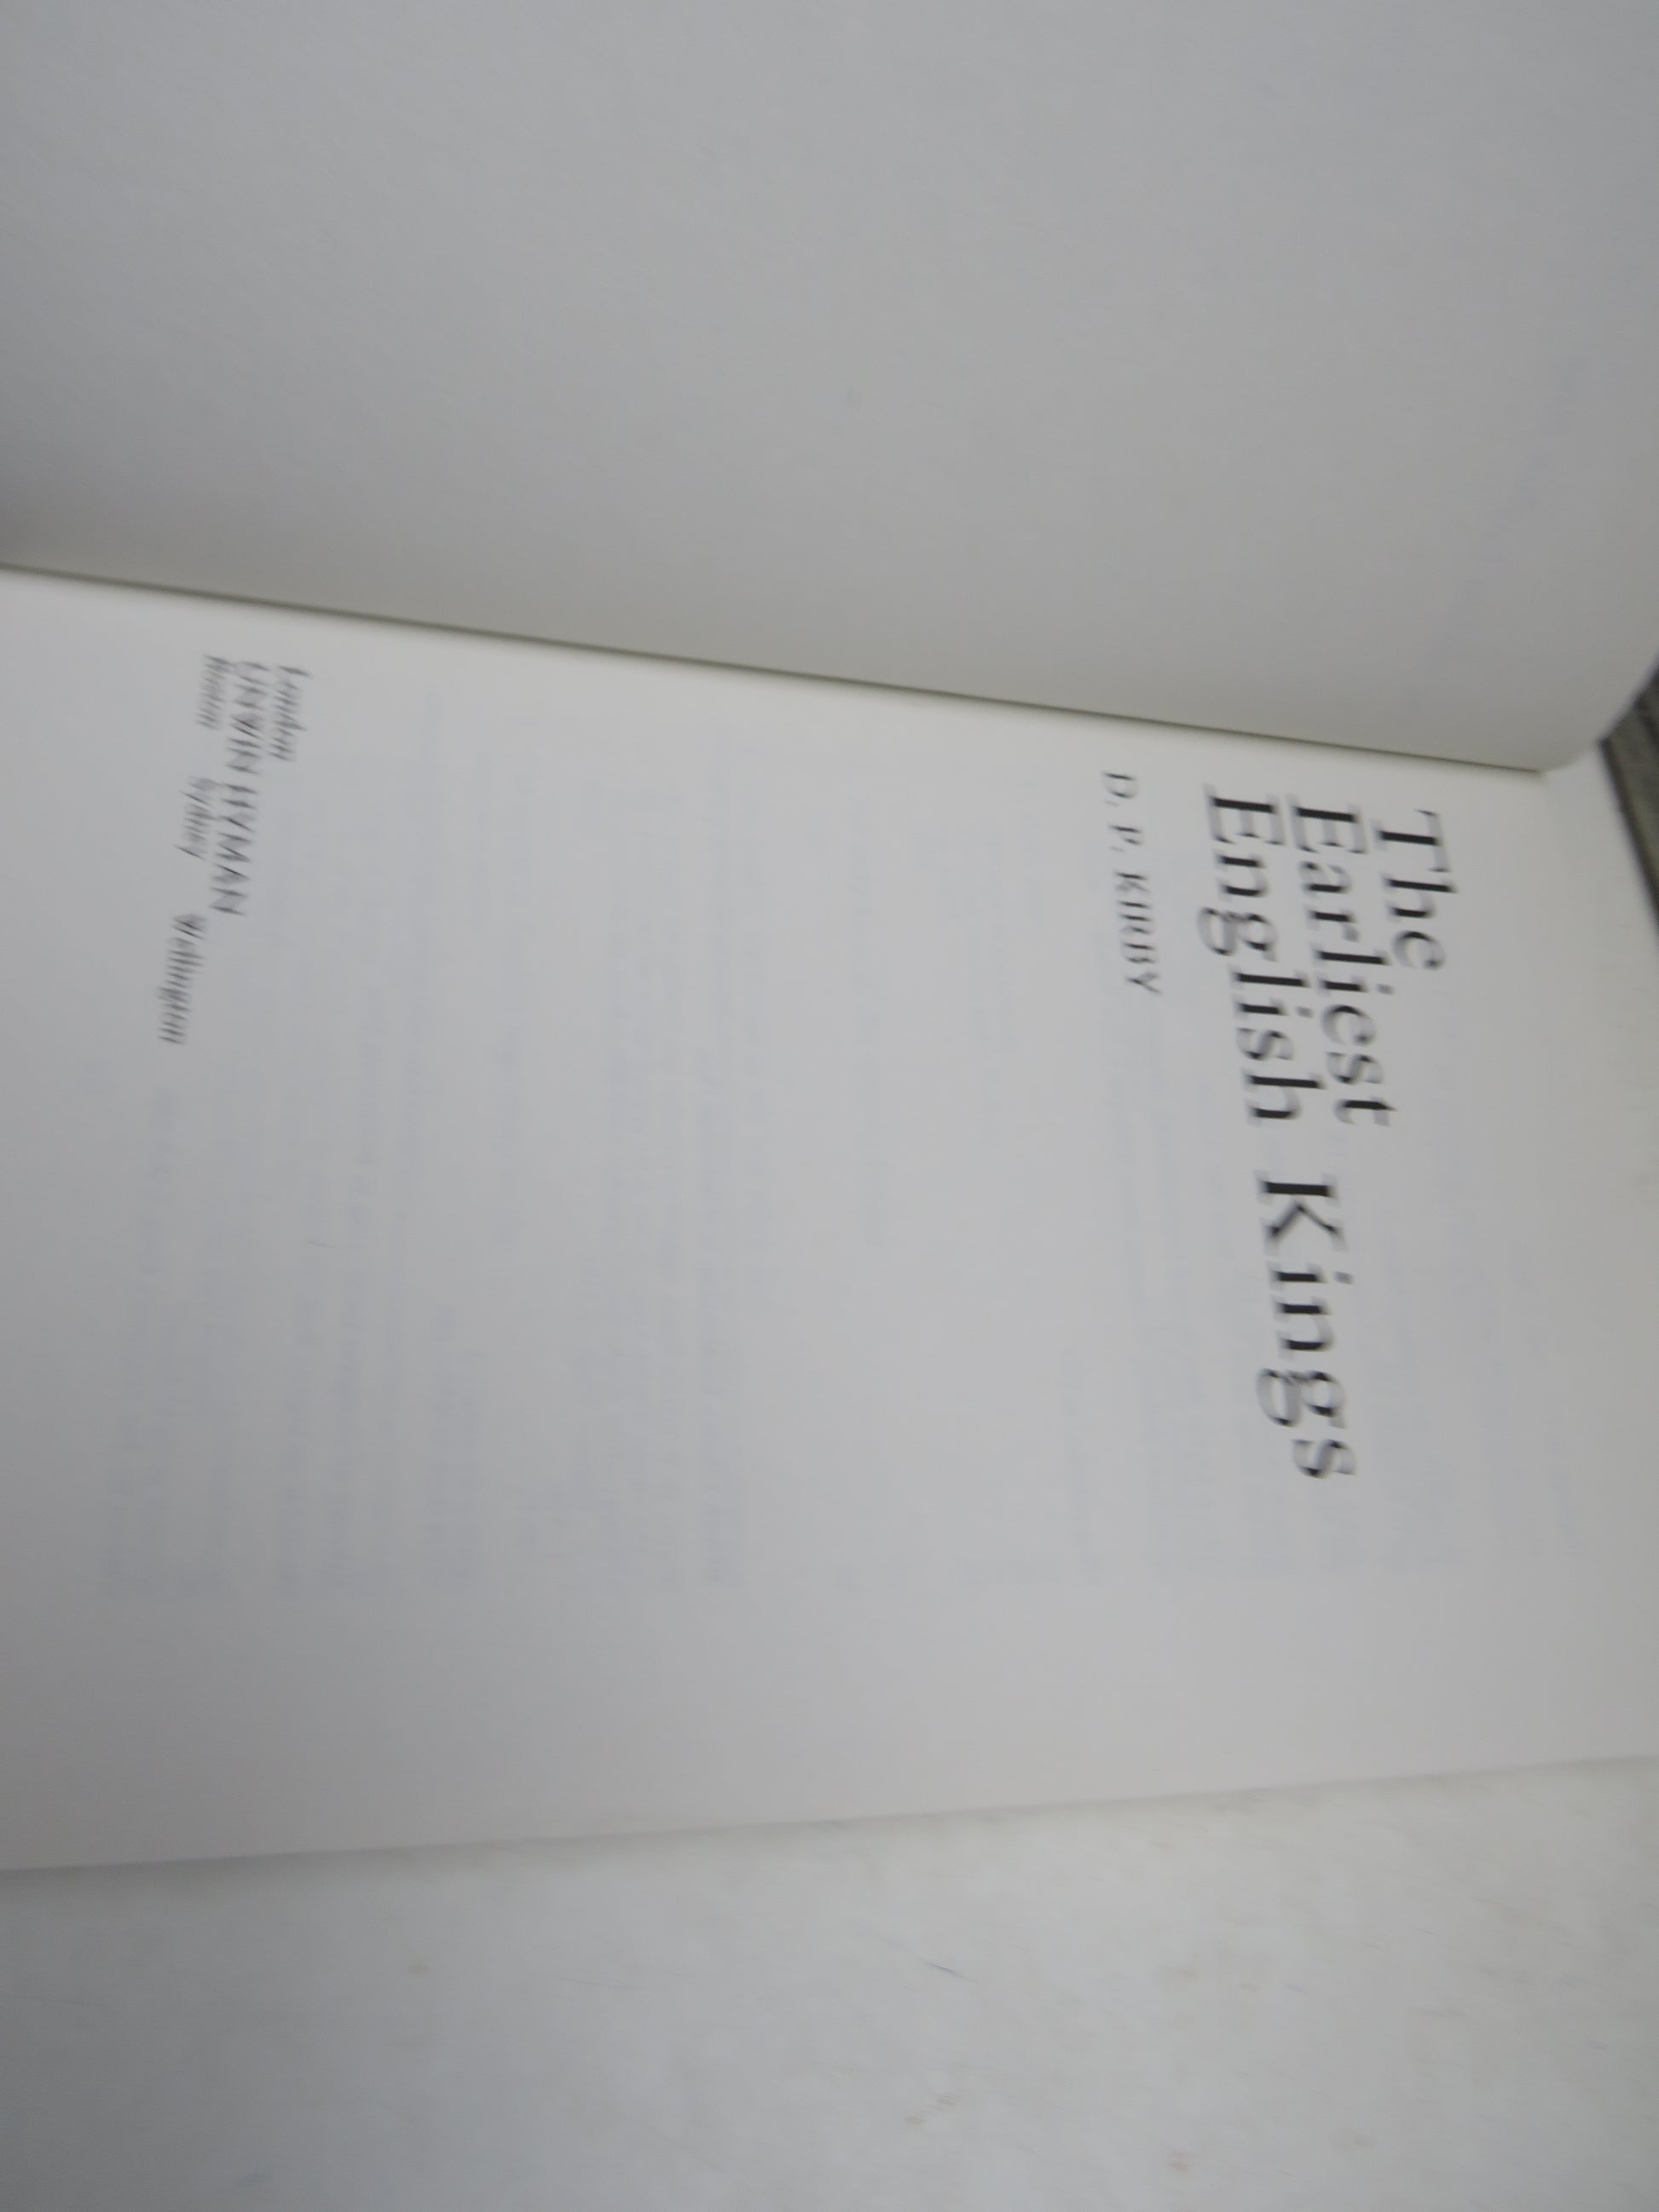 The
Earliest
English Kings
D. P. KIRBY
London
UNWIN HYMAN
Boston Sydney Wellington